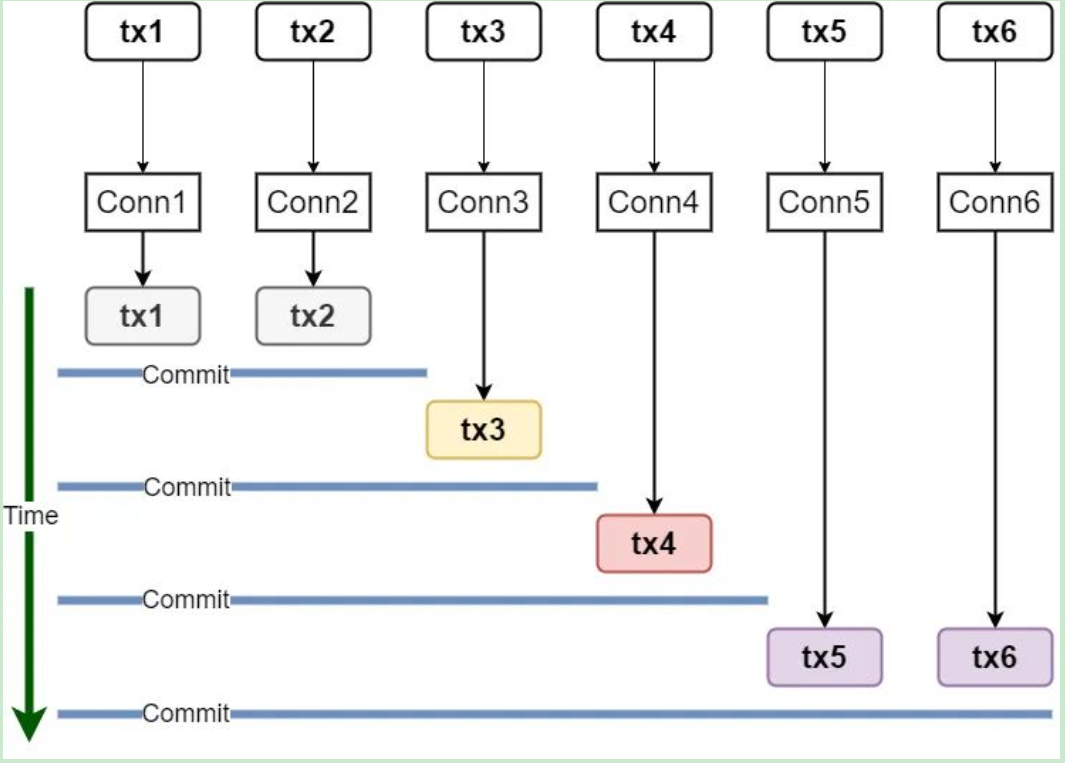 tx1 tx2 tx3 tx4 tx5 tx6
Conn1 Conn2 Conn3 Conn4 Conn5 Conn6
tx1 tx2
Commit
tx3
Commit
Time
tx4
Commit
tx5 tx6
Commit